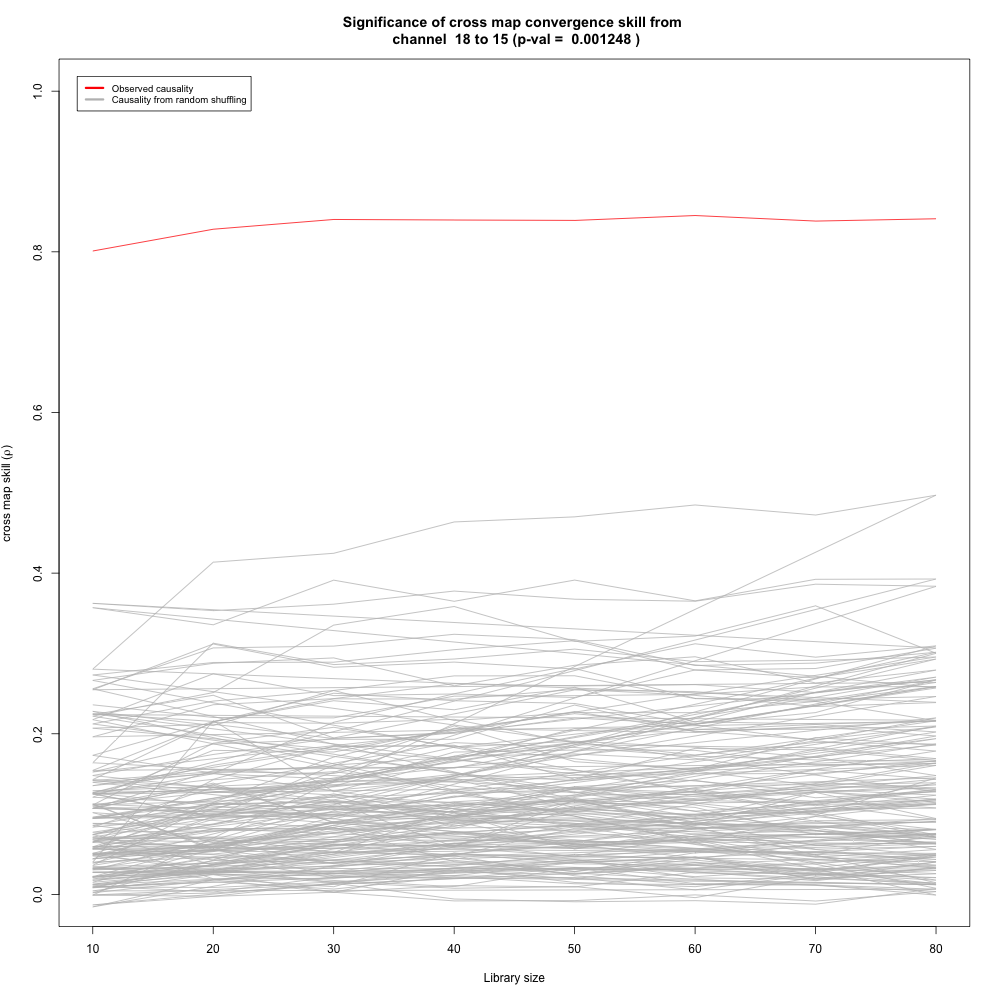 Significance of cross map convergence skill from
channel  18 to 15 (p-val =  0.001248 )
Observed causality
Causality from random shuffling
cross map skill (ρ)
1.0
0.8
0.6
0.4
0.2
0.0
10 20 30 40 50 60 70 80
Library size